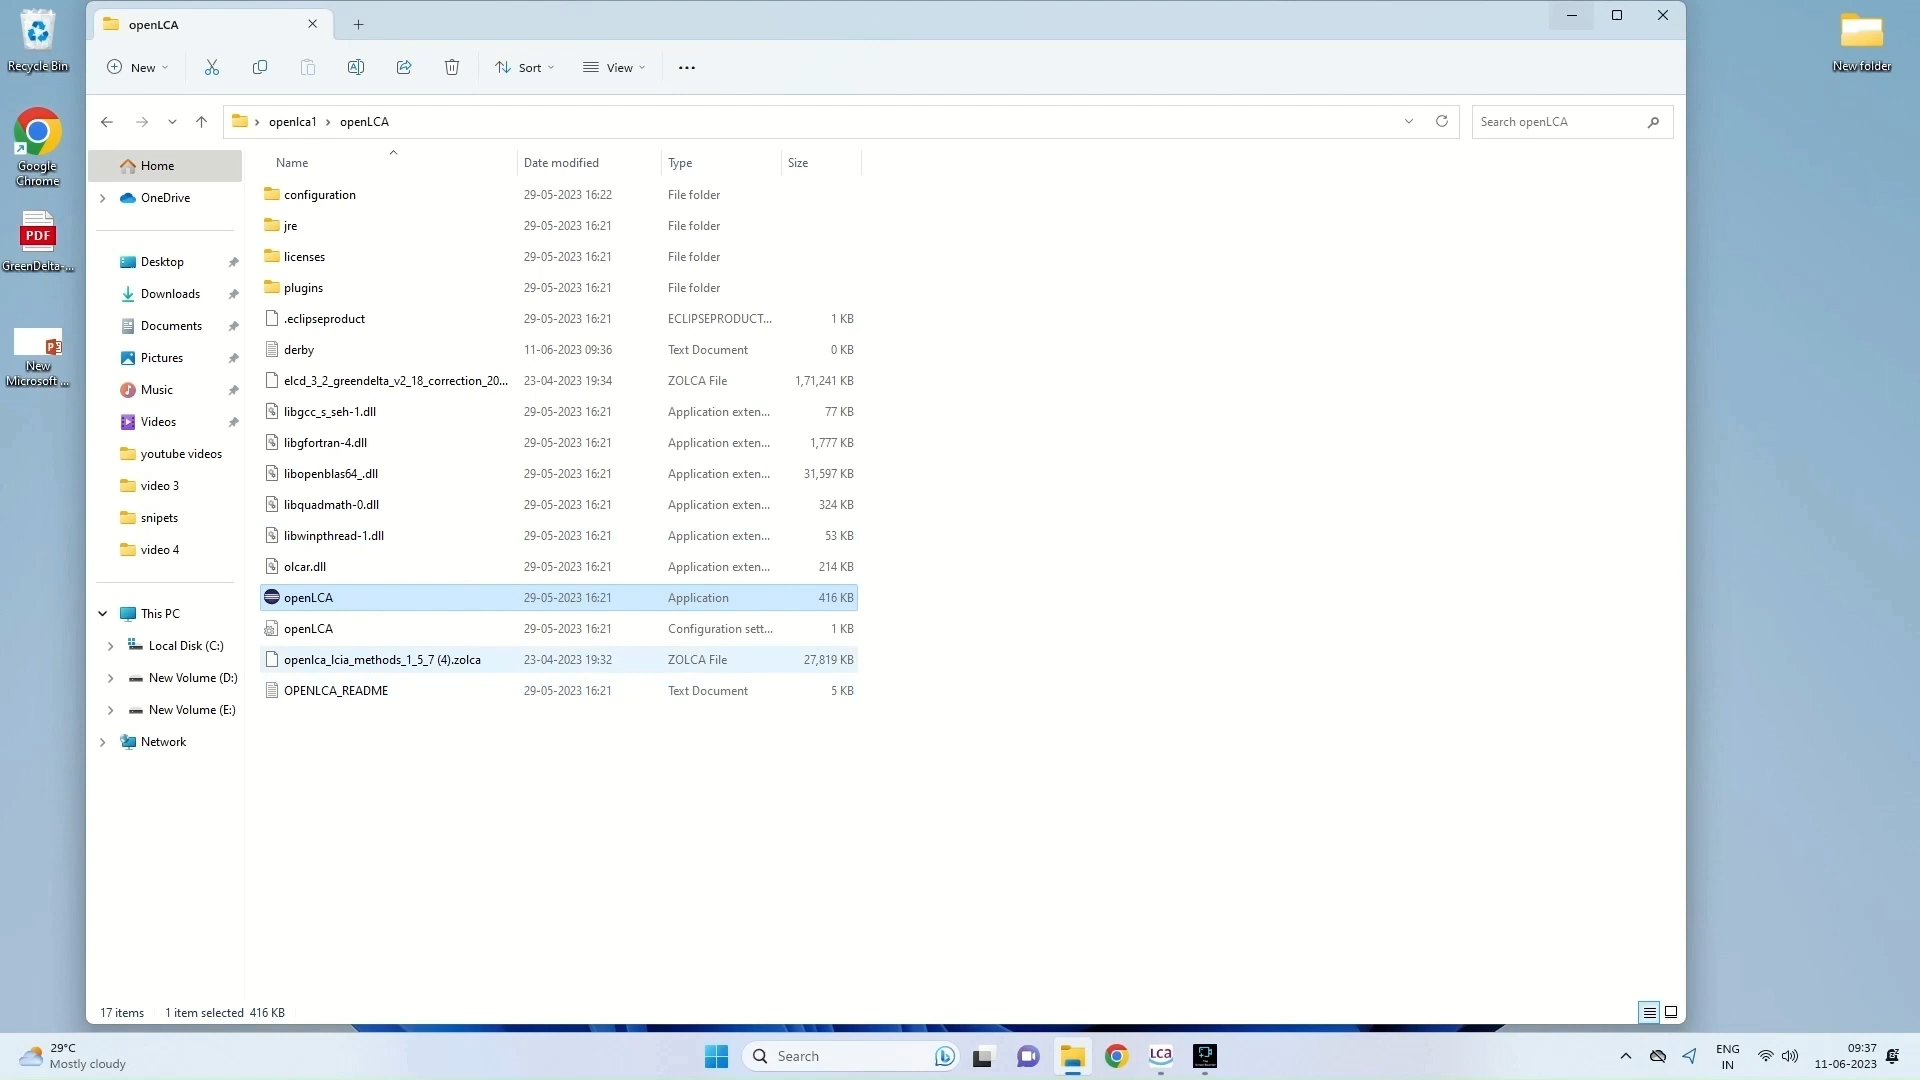 openLCA
New
Sort
View
openlca1
openLCA
Search openLCA
Recycle Bin
Google
Chrome
PDF
GreenDelta-...
New
Microsoft ...
New folder
Home
OneDrive
Desktop
Downloads
Documents
Pictures
Music
Videos
youtube videos
video 3
snipets
video 4
This PC
Local Disk (C:)
New Volume (D:)
New Volume (E:)
Network
Name Date modified Type Size
configuration 29-05-2023 16:22 File folder
jre 29-05-2023 16:21 File folder
licenses 29-05-2023 16:21 File folder
plugins 29-05-2023 16:21 File folder
.eclipseproduct 29-05-2023 16:21 ECLIPSEPRODUCT... 1 KB
derby 11-06-2023 09:36 Text Document 0 KB
elcd_3_2_greendelta_v2_18_correction_20... 23-04-2023 19:34 ZOLCA File 1,71,241 KB
libgcc_s_seh-1.dll 29-05-2023 16:21 Application exten... 77 KB
libgfortran-4.dll 29-05-2023 16:21 Application exten... 1,777 KB
libopenblas64_.dll 29-05-2023 16:21 Application exten... 31,597 KB
libquadmath-0.dll 29-05-2023 16:21 Application exten... 324 KB
libwinpthread-1.dll 29-05-2023 16:21 Application exten... 53 KB
olcar.dll 29-05-2023 16:21 Application exten... 214 KB
openLCA 29-05-2023 16:21 Application 416 KB
openLCA 29-05-2023 16:21 Configuration sett... 1 KB
openlca_lcia_methods_1_5_7 (4).zolca 23-04-2023 19:32 ZOLCA File 27,819 KB
OPENLCA_README 29-05-2023 16:21 Text Document 5 KB
17 items 1 item selected 416 KB
29°C
Mostly cloudy
Search
LCA
ENG
IN
09:37
11-06-2023